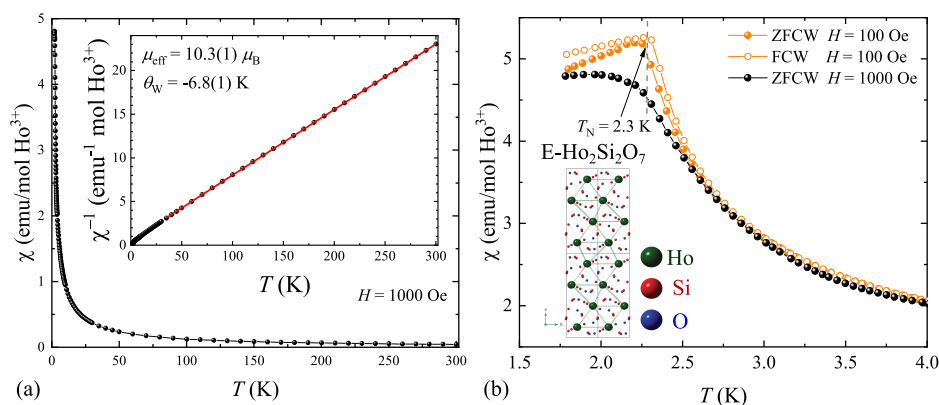 5
4
3
2
1
0
χ (emu/mol Ho³⁺)
0 50 100 150 200 250 300
T (K)
(a)
H = 1000 Oe
μeff = 10.3(1) μB
θW = -6.8(1) K
20
10
0
χ⁻¹ (emu⁻¹ mol Ho³⁺)
0 50 100 150 200 250 300
T (K)
5
4
3
2
χ (emu/mol Ho³⁺)
ZFCW H = 100 Oe
FCW H = 100 Oe
ZFCW H = 1000 Oe
TN = 2.3 K
E-Ho₂Si₂O₇
Ho
Si
O
1.5 2.0 2.5 3.0 3.5 4.0
T (K)
(b)